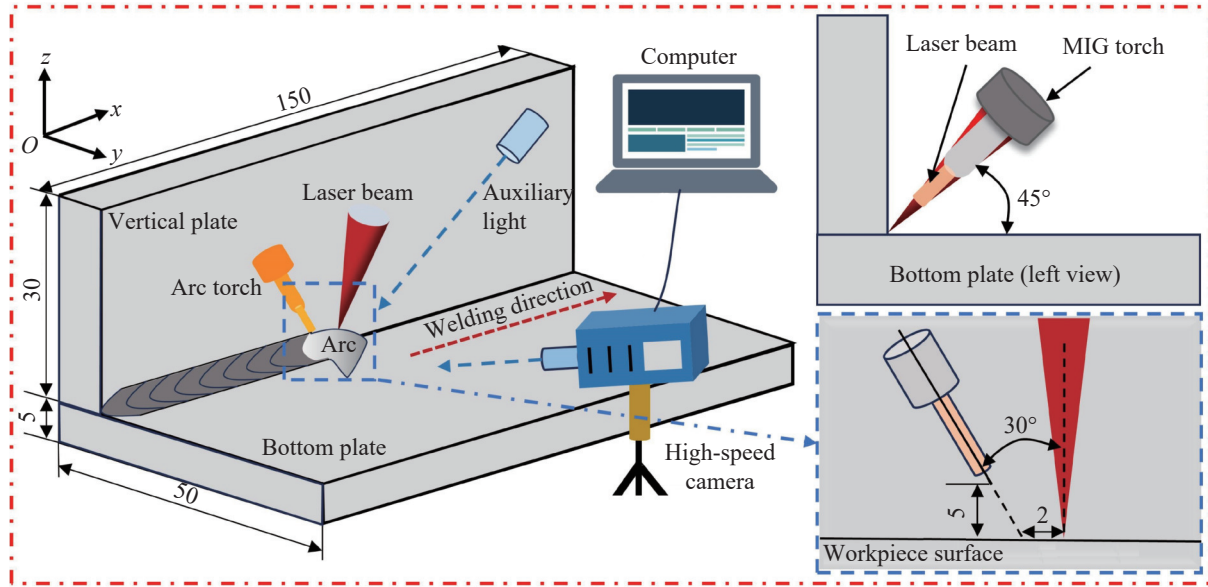 z
x
O
y
150
Vertical plate
30
5
50
Laser beam
Arc torch
Arc
Auxiliary
light
Welding direction
Bottom plate
Computer
High-speed
camera
Laser beam
MIG torch
45°
Bottom plate (left view)
30°
5
2
Workpiece surface